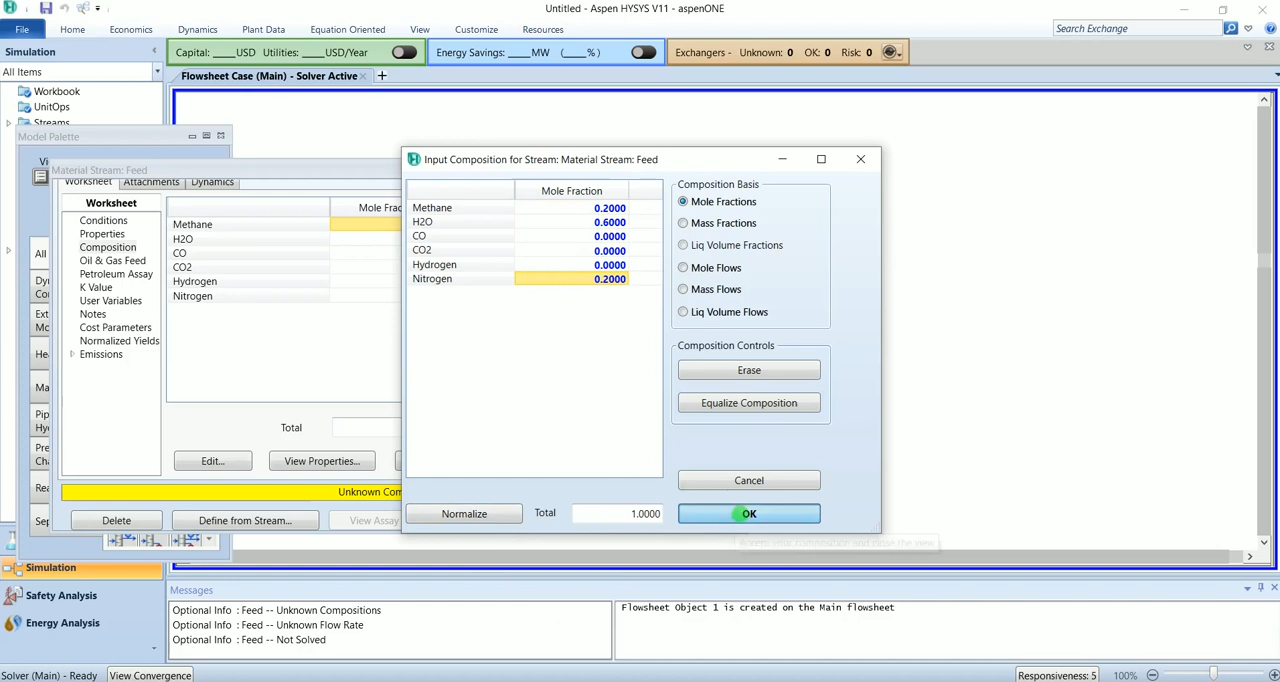 Untitled - Aspen HYSYS V11 - aspenONE
File Home Economics Dynamics Plant Data Equation Oriented View Customize Resources Search Exchange
Simulation
Capital: ____USD Utilities: ____USD/Year
Energy Savings: ____MW (____%)
Exchangers - Unknown: 0 OK: 0 Risk: 0
All Items
Flowsheet Case (Main) - Solver Active
Workbook
UnitOps
Streams
Model Palette
Material Stream: Feed
Worksheet Attachments Dynamics
Worksheet
Conditions
Properties
Composition
Oil & Gas Feed
Petroleum Assay
K Value
User Variables
Notes
Cost Parameters
Normalized Yields
Emissions
Mole Frac
Methane
H2O
CO
CO2
Hydrogen
Nitrogen
Total
Edit... View Properties...
Unknown Com
Delete Define from Stream... View Assay
All
Input Composition for Stream: Material Stream: Feed
Mole Fraction
Methane 0.2000
H2O 0.6000
CO 0.0000
CO2 0.0000
Hydrogen 0.0000
Nitrogen 0.2000
Composition Basis
Mole Fractions
Mass Fractions
Liq Volume Fractions
Mole Flows
Mass Flows
Liq Volume Flows
Composition Controls
Erase
Equalize Composition
Cancel
Normalize Total 1.0000 OK
Simulation
Safety Analysis
Energy Analysis
Messages
Optional Info : Feed -- Unknown Compositions
Optional Info : Feed -- Unknown Flow Rate
Optional Info : Feed -- Not Solved
Flowsheet Object 1 is created on the Main flowsheet
Solver (Main) - Ready View Convergence Responsiveness: 5 100%